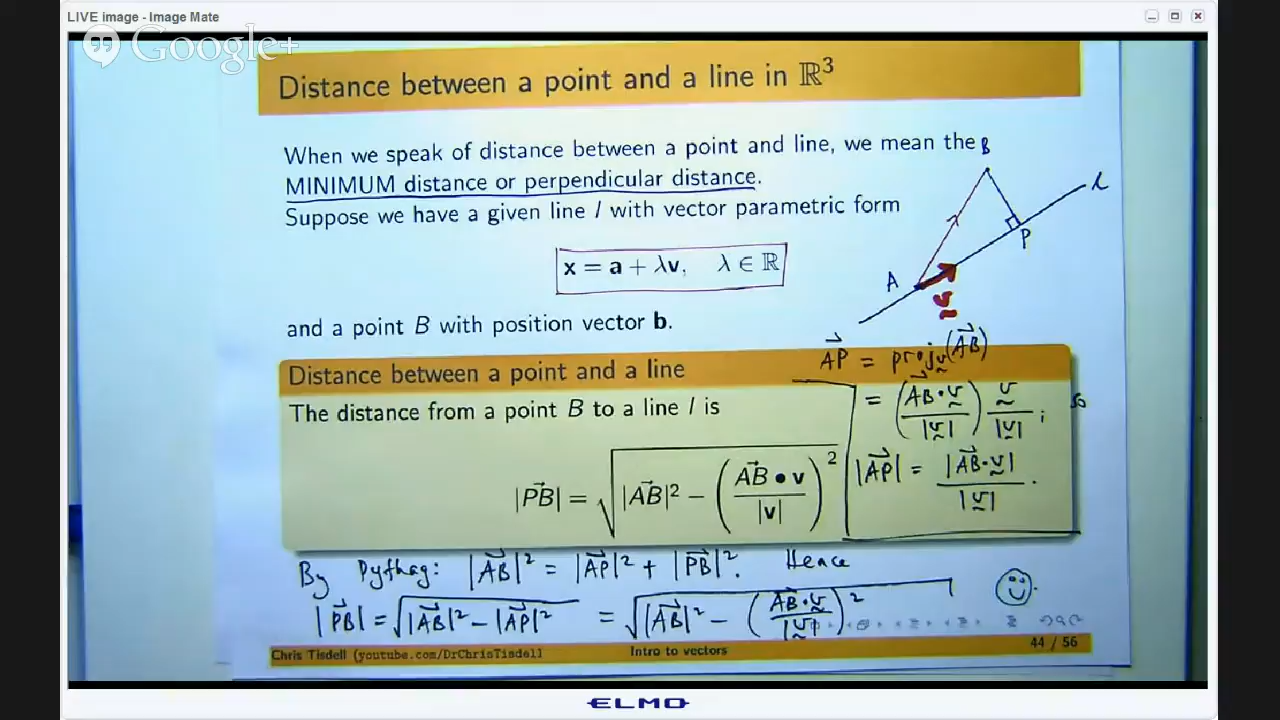 LIVE image - Image Mate
Google+
Distance between a point and a line in ℝ³
When we speak of distance between a point and line, we mean the
MINIMUM distance or perpendicular distance.
Suppose we have a given line l with vector parametric form
x = a + λv, λ ∈ ℝ
and a point B with position vector b.
B
l
P
A
v
AP⃗ = proj_v(AB⃗)
= (AB⃗·v / |v|) v / |v| ; so
|AP⃗| = |AB⃗·v| / |v| .
Distance between a point and a line
The distance from a point B to a line l is
|PB⃗| = √(|AB⃗|² − (AB⃗ • v / |v|)²)
By Pythag: |AB⃗|² = |AP⃗|² + |PB⃗|². Hence
|PB⃗| = √(|AB⃗|² − |AP⃗|²) = √(|AB⃗|² − (AB⃗·v / |v|)²)
Chris Tisdell (youtube.com/DrChrisTisdell
Intro to vectors
44 / 56
ELMO